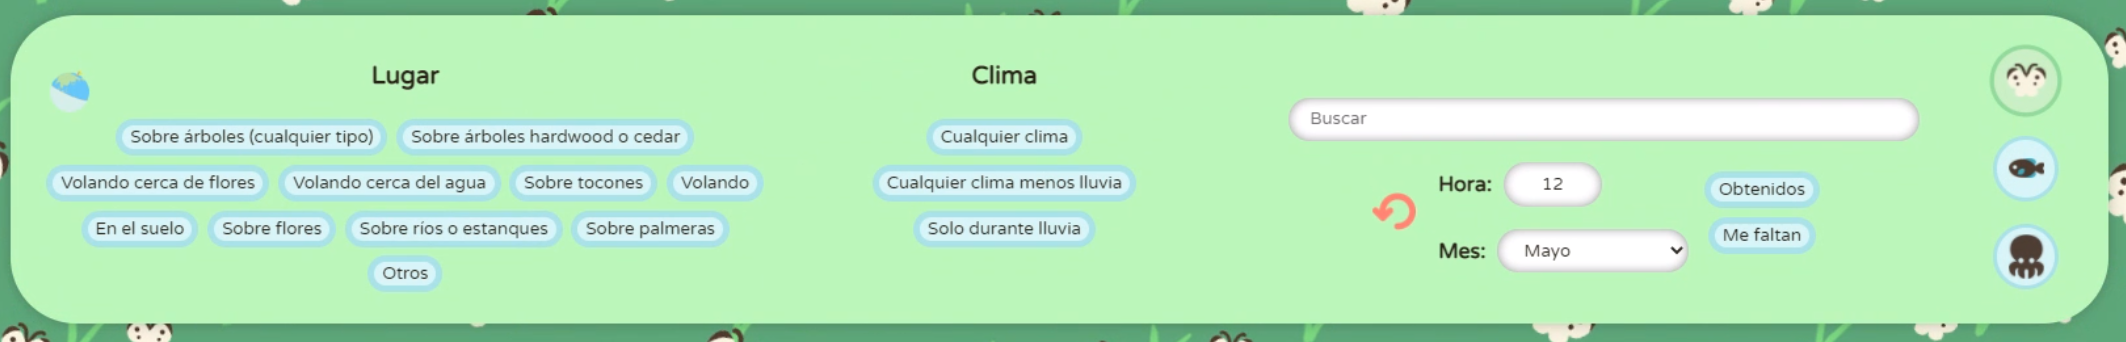 Lugar
Sobre árboles (cualquier tipo) Sobre árboles hardwood o cedar
Volando cerca de flores Volando cerca del agua Sobre tocones Volando
En el suelo Sobre flores Sobre ríos o estanques Sobre palmeras
Otros
Clima
Cualquier clima
Cualquier clima menos lluvia
Solo durante lluvia
Buscar
Hora: 12
Mes: Mayo
Obtenidos
Me faltan